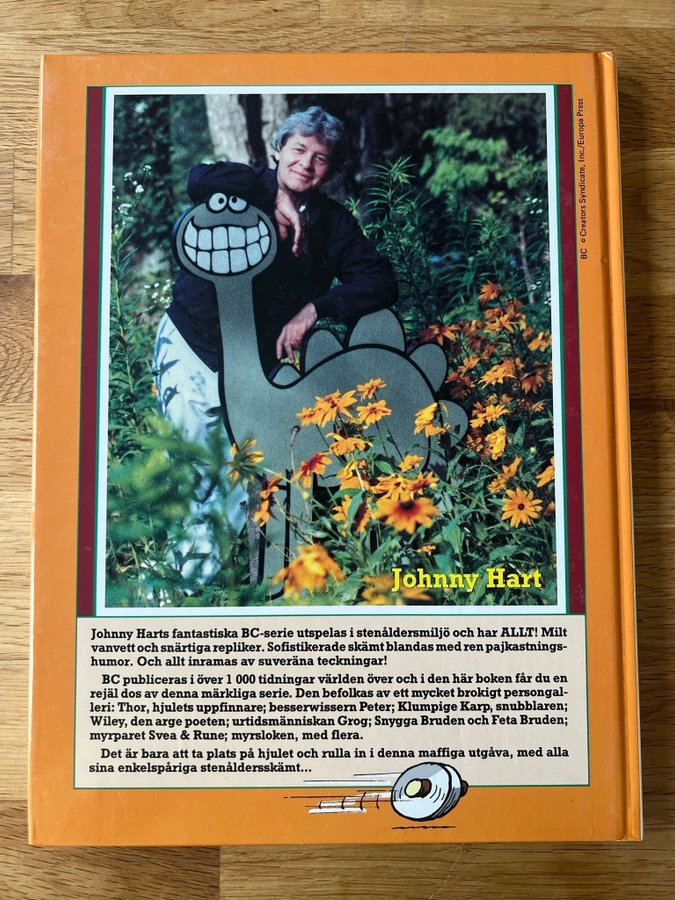 BC © Creators Syndicate, Inc./Europa Press
Johnny Hart
Johnny Harts fantastiska BC-serie utspelas i stenåldersmiljö och har ALLT! Milt
vanvett och snärtiga repliker. Sofistikerade skämt blandas med ren pajkastnings-
humor. Och allt inramas av suveräna teckningar!
BC publiceras i över 1 000 tidningar världen över och i den här boken får du en
rejäl dos av denna märkliga serie. Den befolkas av ett mycket brokigt persongal-
leri: Thor, hjulets uppfinnare; besserwissern Peter; Klumpige Karp, snubblaren;
Wiley, den arge poeten; urtidsmänniskan Grog; Snygga Bruden och Feta Bruden;
myrparet Svea & Rune; myrsloken, med flera.
Det är bara att ta plats på hjulet och rulla in i denna maffiga utgåva, med alla
sina enkelspåriga stenåldersskämt...